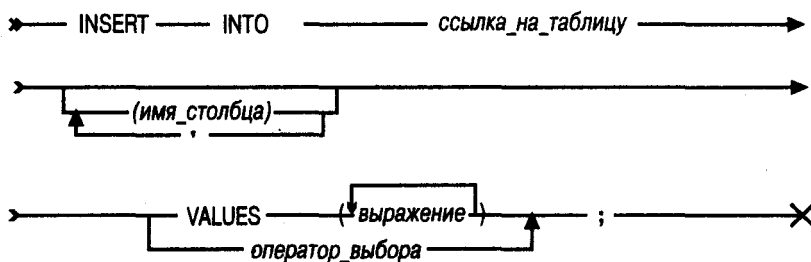 INSERT INTO ссылка_на_таблицу
(имя_столбца)
,
VALUES (выражение)
;
оператор_выбора